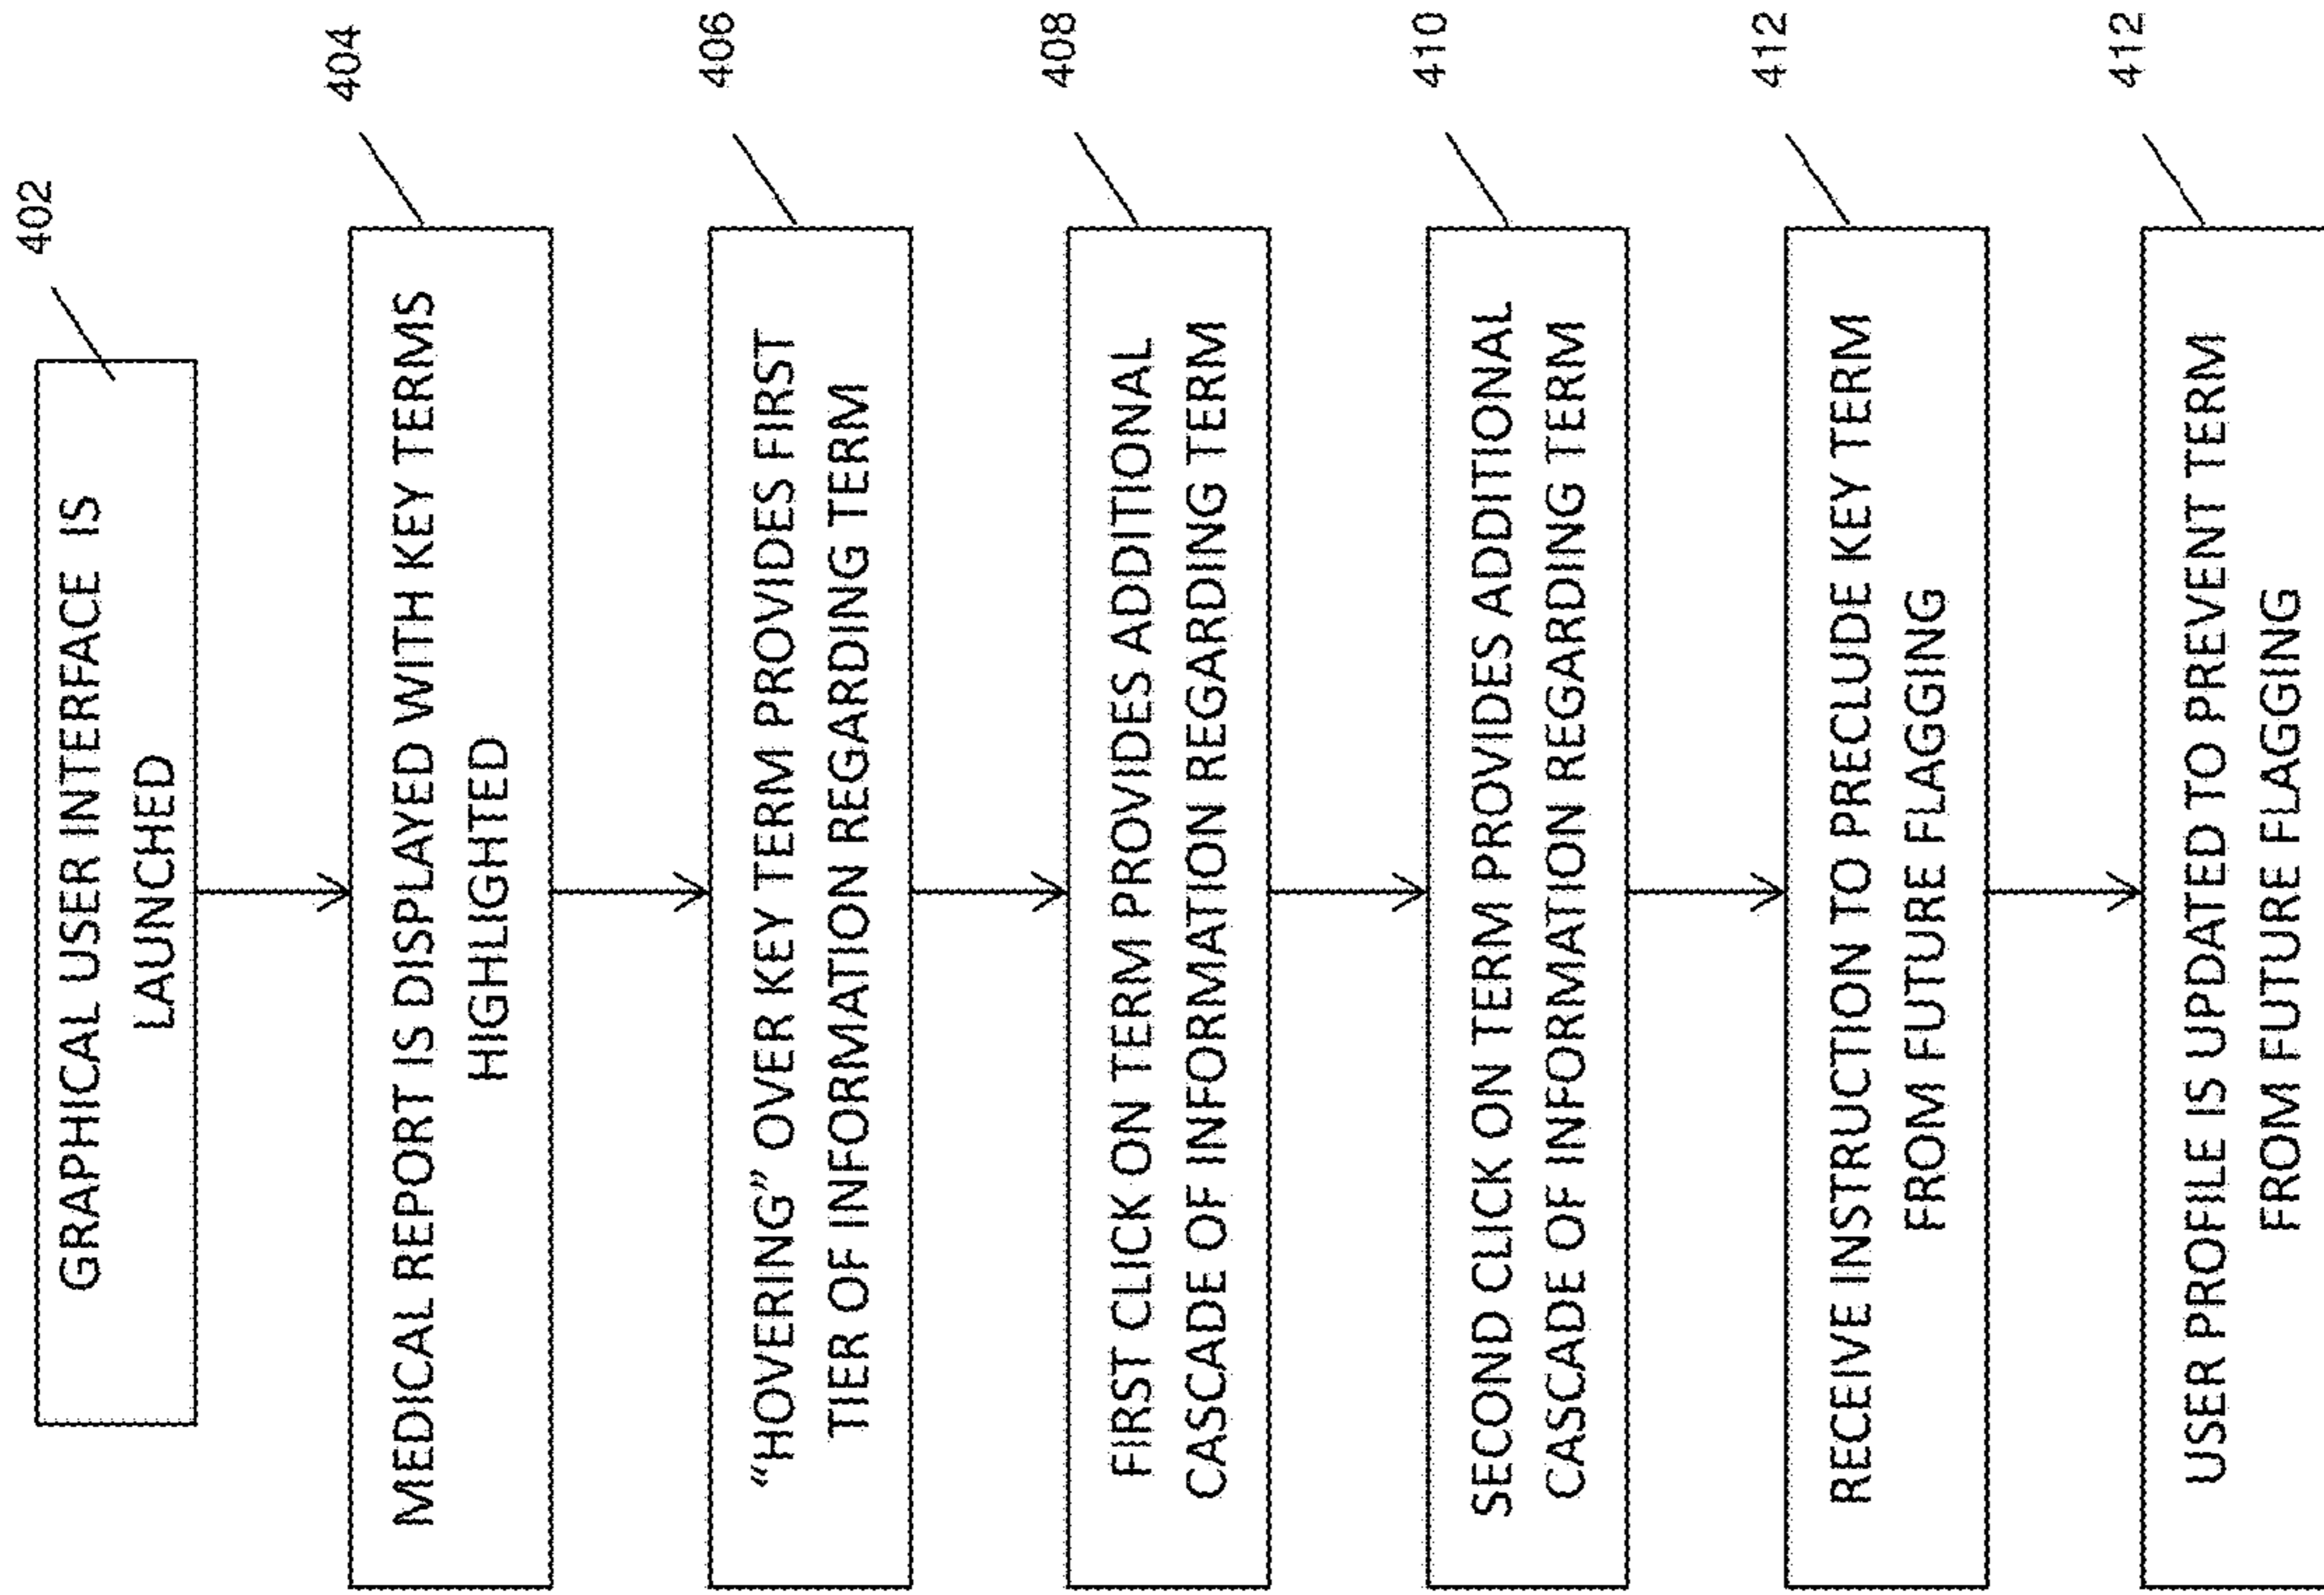 402
GRAPHICAL USER INTERFACE IS
LAUNCHED
404
MEDICAL REPORT IS DISPLAYED WITH KEY TERMS
HIGHLIGHTED
406
“HOVERING” OVER KEY TERM PROVIDES FIRST
TIER OF INFORMATION REGARDING TERM
408
FIRST CLICK ON TERM PROVIDES ADDITIONAL
CASCADE OF INFORMATION REGARDING TERM
410
SECOND CLICK ON TERM PROVIDES ADDITIONAL
CASCADE OF INFORMATION REGARDING TERM
412
RECEIVE INSTRUCTION TO PRECLUDE KEY TERM
FROM FUTURE FLAGGING
412
USER PROFILE IS UPDATED TO PREVENT TERM
FROM FUTURE FLAGGING